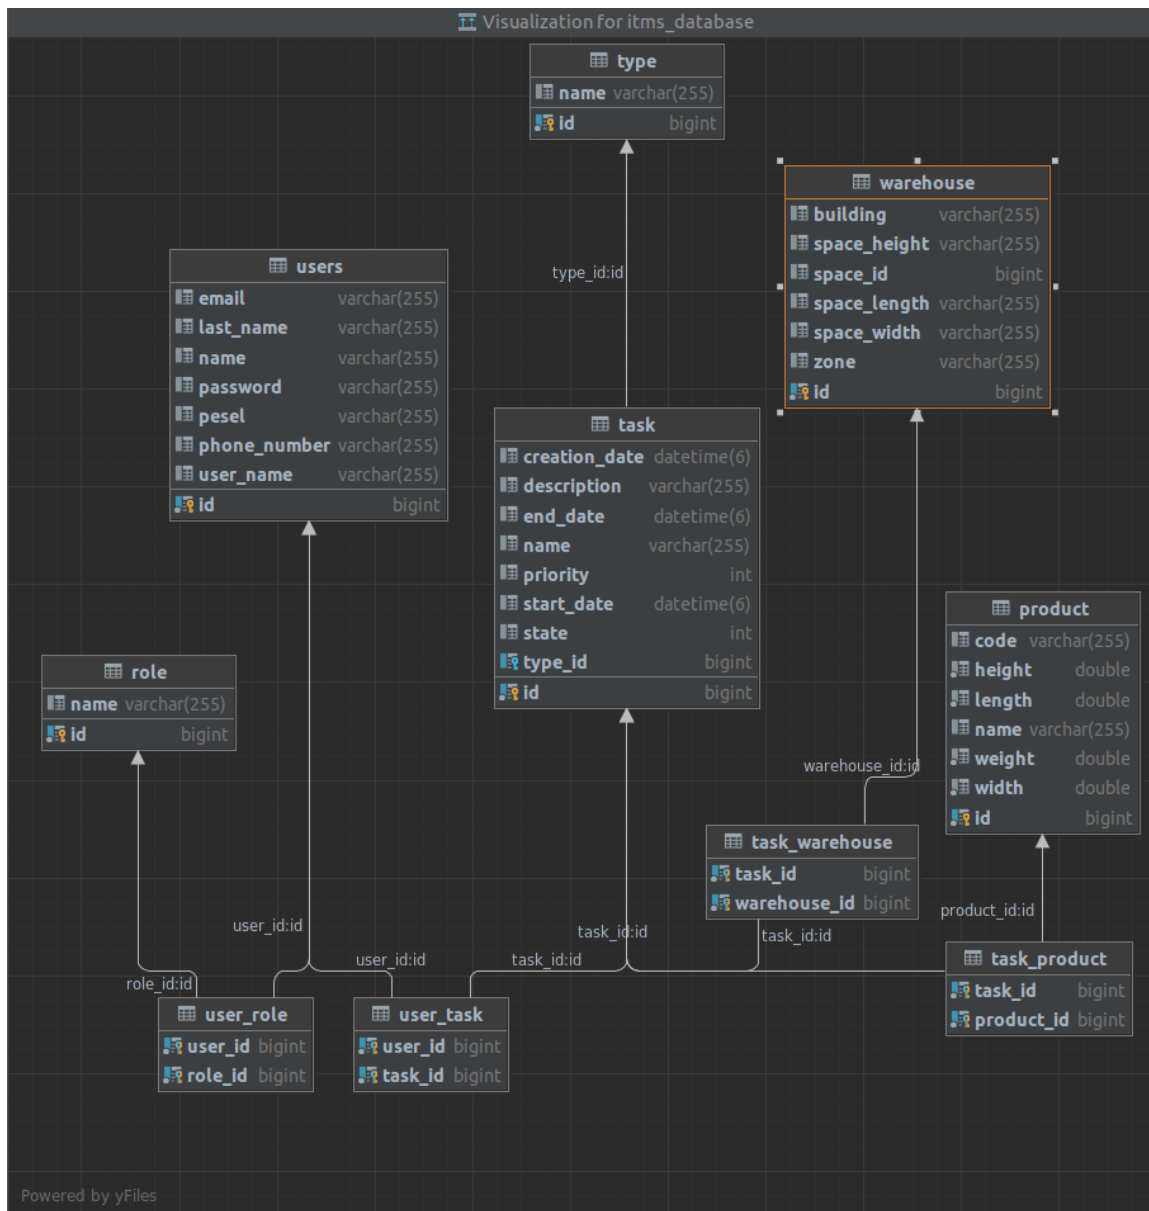 Visualization for itms_database
type
name varchar(255)
id bigint
warehouse
building varchar(255)
space_height varchar(255)
space_id bigint
space_length varchar(255)
space_width varchar(255)
zone varchar(255)
id bigint
type_id:id
users
email varchar(255)
last_name varchar(255)
name varchar(255)
password varchar(255)
pesel varchar(255)
phone_number varchar(255)
user_name varchar(255)
id bigint
task
creation_date datetime(6)
description varchar(255)
end_date datetime(6)
name varchar(255)
priority int
start_date datetime(6)
state int
type_id bigint
id bigint
product
code varchar(255)
height double
length double
name varchar(255)
weight double
width double
id bigint
role
name varchar(255)
id bigint
warehouse_id:id
task_warehouse
task_id bigint
warehouse_id bigint
product_id:id
user_id:id
task_id:id
task_id:id
user_id:id
task_id:id
task_product
task_id bigint
product_id bigint
role_id:id
user_role
user_id bigint
role_id bigint
user_task
user_id bigint
task_id bigint
Powered by yFiles